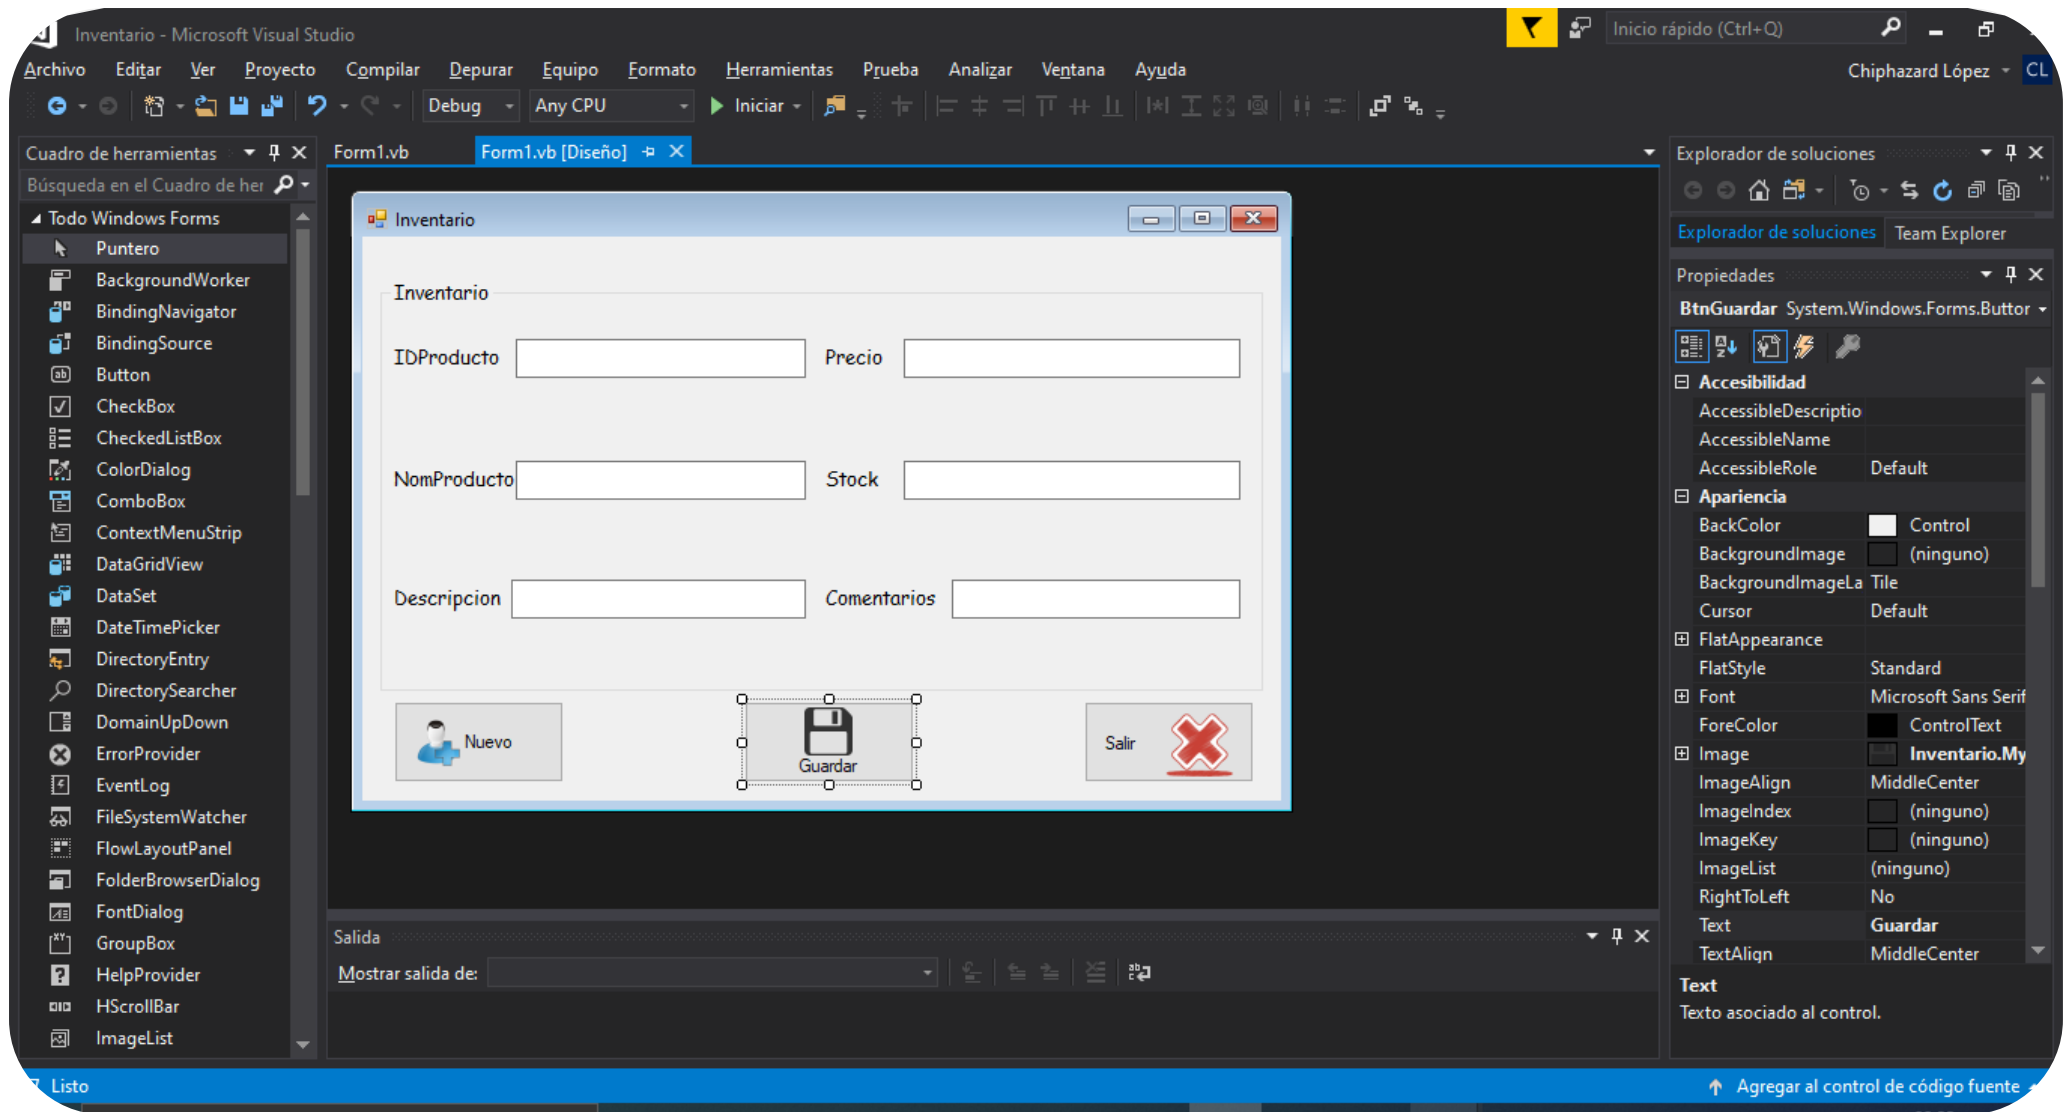 Inventario - Microsoft Visual Studio
Inicio rápido (Ctrl+Q)
Archivo Editar Ver Proyecto Compilar Depurar Equipo Formato Herramientas Prueba Analizar Ventana Ayuda
Chiphazard López CL
Debug Any CPU Iniciar
Cuadro de herramientas
Búsqueda en el Cuadro de her
Todo Windows Forms
Puntero
BackgroundWorker
BindingNavigator
BindingSource
Button
CheckBox
CheckedListBox
ColorDialog
ComboBox
ContextMenuStrip
DataGridView
DataSet
DateTimePicker
DirectoryEntry
DirectorySearcher
DomainUpDown
ErrorProvider
EventLog
FileSystemWatcher
FlowLayoutPanel
FolderBrowserDialog
FontDialog
GroupBox
HelpProvider
HScrollBar
ImageList
Form1.vb
Form1.vb [Diseño]
Inventario
Inventario
IDProducto
Precio
NomProducto
Stock
Descripcion
Comentarios
Nuevo
Guardar
Salir
Salida
Mostrar salida de:
Explorador de soluciones
Explorador de soluciones Team Explorer
Propiedades
BtnGuardar System.Windows.Forms.Buttor
Accesibilidad
AccessibleDescriptio
AccessibleName
AccessibleRole Default
Apariencia
BackColor Control
BackgroundImage (ninguno)
BackgroundImageLa Tile
Cursor Default
FlatAppearance
FlatStyle Standard
Font Microsoft Sans Serif
ForeColor ControlText
Image Inventario.My
ImageAlign MiddleCenter
ImageIndex (ninguno)
ImageKey (ninguno)
ImageList (ninguno)
RightToLeft No
Text Guardar
TextAlign MiddleCenter
Text
Texto asociado al control.
Listo
Agregar al control de código fuente